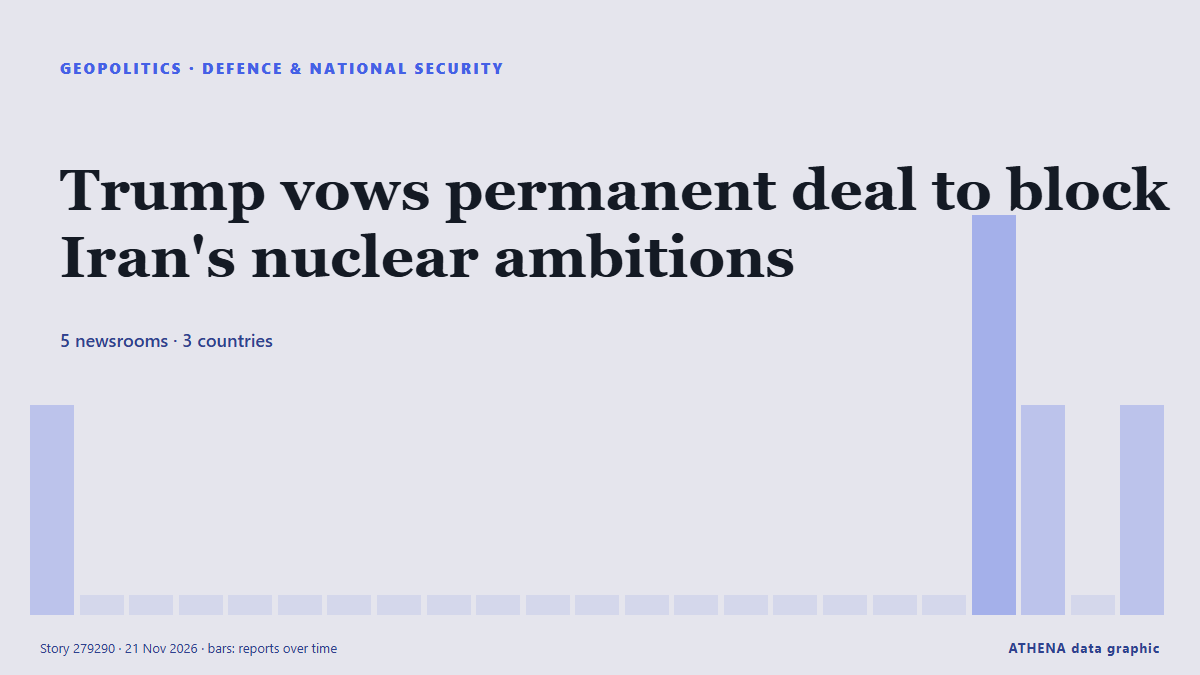 GEOPOLITICS · DEFENCE & NATIONAL SECURITY
Trump vows permanent deal to block
Iran's nuclear ambitions
5 newsrooms · 3 countries
Story 279290 · 21 Nov 2026 · bars: reports over time
ATHENA data graphic